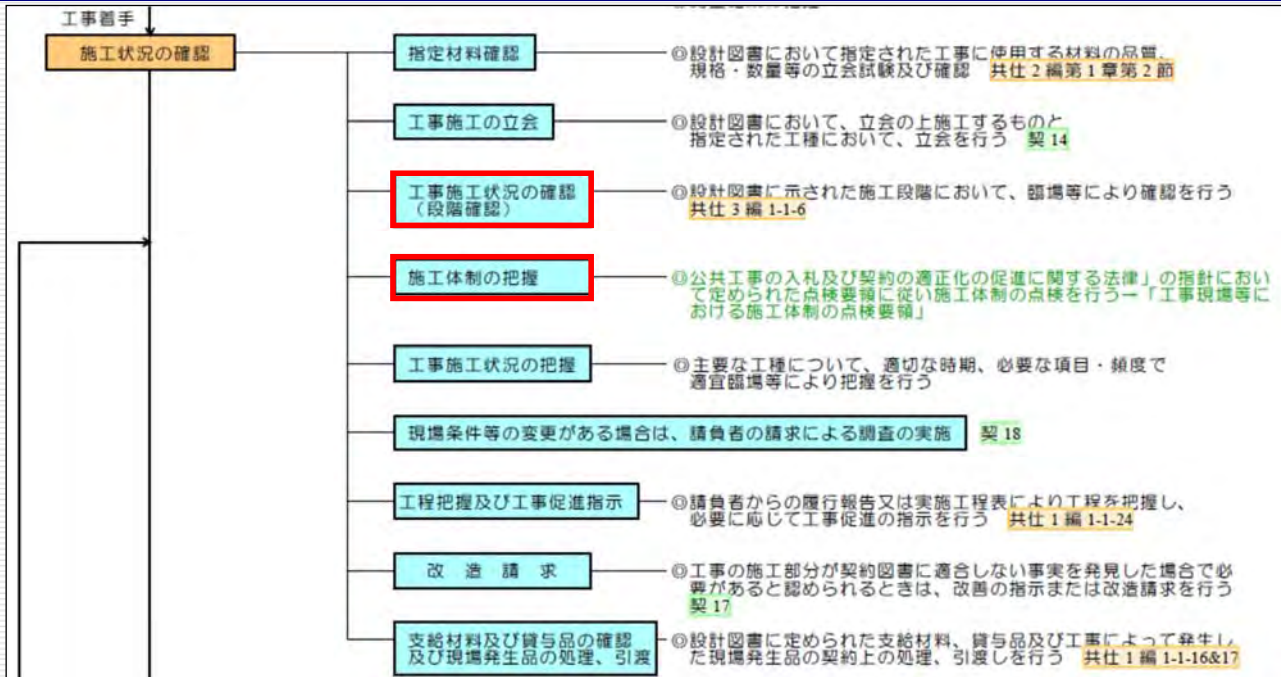 工事着手
施工状況の確認
指定材料確認
◎設計図書において指定された工事に使用する材料の品質、
規格・数量等の立会試験及び確認 共仕 2 編第 1 章第 2 節
工事施工の立会
◎設計図書において、立会の上施工するものと
指定された工種において、立会を行う 契 14
工事施工状況の確認
（段階確認）
◎設計図書に示された施工段階において、臨場等により確認を行う
共仕 3 編 1-1-6
施工体制の把握
◎公共工事の入札及び契約の適正化の促進に関する法律」の指針におい
て定められた点検要領に従い施工体制の点検を行うー「工事現場等に
おける施工体制の点検要領」
工事施工状況の把握
◎主要な工種について、適切な時期、必要な項目・頻度で
適宜臨場等により把握を行う
現場条件等の変更がある場合は、請負者の請求による調査の実施 契 18
工程把握及び工事促進指示
◎請負者からの履行報告又は実施工程表により工程を把握し、
必要に応じて工事促進の指示を行う 共仕 1 編 1-1-24
改 造 請 求
◎工事の施工部分が契約図書に適合しない事実を発見した場合で必
要があると認められるときは、改善の指示または改造請求を行う
契 17
支給材料及び貸与品の確認
及び現場発生品の処理、引渡
◎設計図書に定められた支給材料、貸与品及び工事によって発生し
た現場発生品の契約上の処理、引渡しを行う 共仕 1 編 1-1-16&17